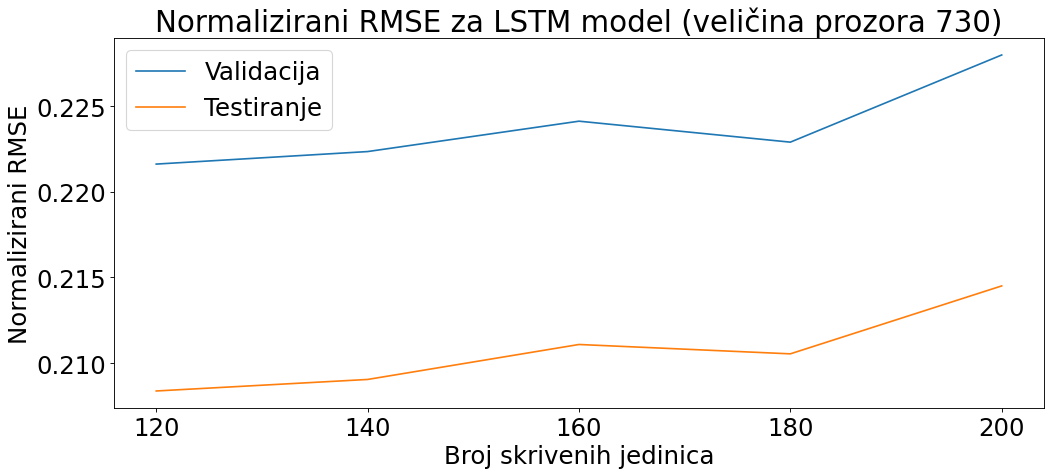 Normalizirani RMSE za LSTM model (veličina prozora 730)
Validacija
Testiranje
Normalizirani RMSE
0.225
0.220
0.215
0.210
120 140 160 180 200
Broj skrivenih jedinica